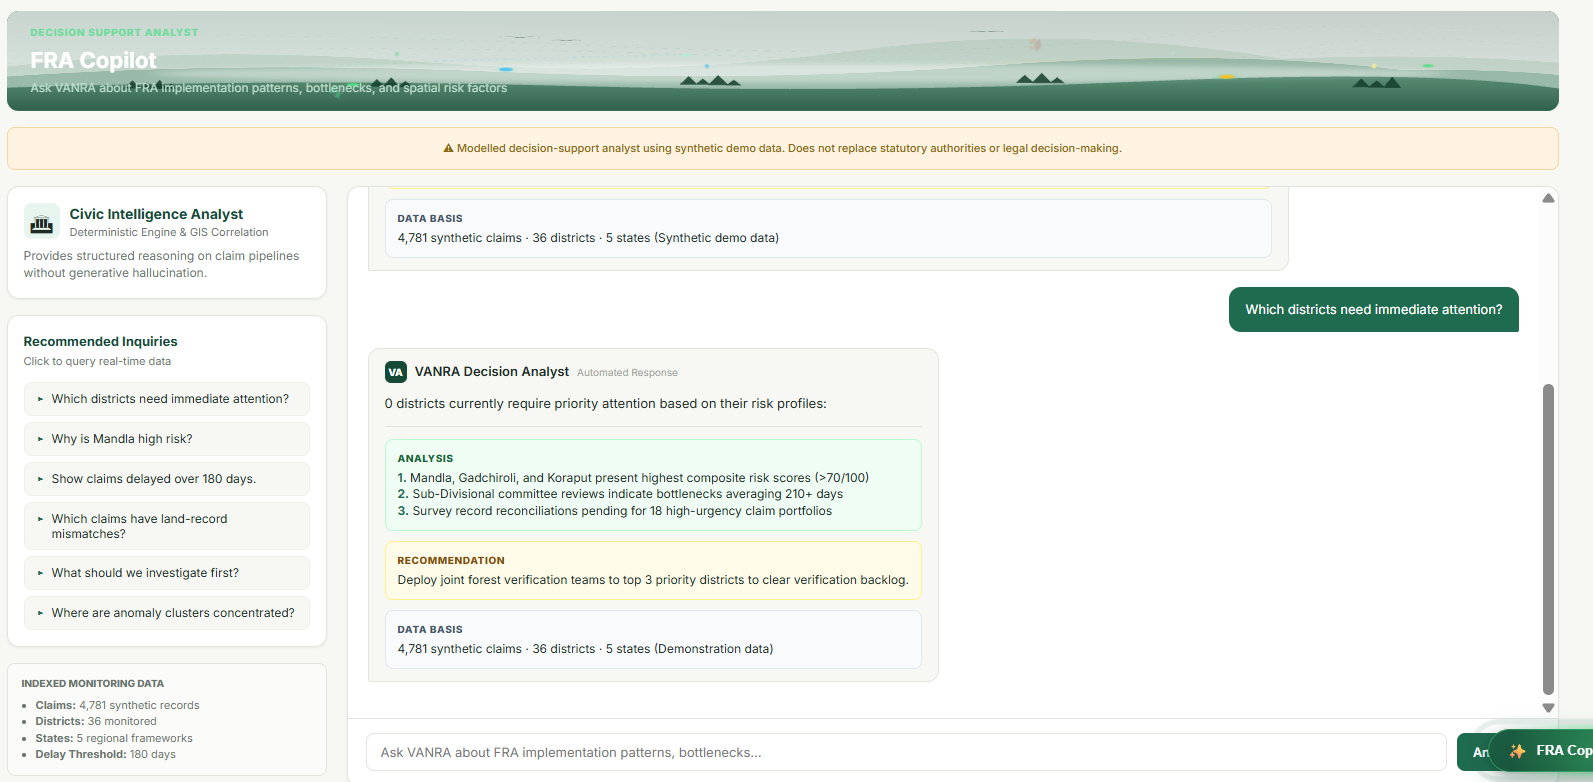 DECISION SUPPORT ANALYST
FRA Copilot
Ask VANRA about FRA implementation patterns, bottlenecks, and spatial risk factors
⚠ Modelled decision-support analyst using synthetic demo data. Does not replace statutory authorities or legal decision-making.
Civic Intelligence Analyst
Deterministic Engine & GIS Correlation
Provides structured reasoning on claim pipelines
without generative hallucination.
Recommended Inquiries
Click to query real-time data
▸ Which districts need immediate attention?
▸ Why is Mandla high risk?
▸ Show claims delayed over 180 days.
▸ Which claims have land-record
mismatches?
▸ What should we investigate first?
▸ Where are anomaly clusters concentrated?
INDEXED MONITORING DATA
• Claims: 4,781 synthetic records
• Districts: 36 monitored
• States: 5 regional frameworks
• Delay Threshold: 180 days
DATA BASIS
4,781 synthetic claims · 36 districts · 5 states (Synthetic demo data)
Which districts need immediate attention?
VA VANRA Decision Analyst Automated Response
0 districts currently require priority attention based on their risk profiles:
ANALYSIS
1. Mandla, Gadchiroli, and Koraput present highest composite risk scores (>70/100)
2. Sub-Divisional committee reviews indicate bottlenecks averaging 210+ days
3. Survey record reconciliations pending for 18 high-urgency claim portfolios
RECOMMENDATION
Deploy joint forest verification teams to top 3 priority districts to clear verification backlog.
DATA BASIS
4,781 synthetic claims · 36 districts · 5 states (Demonstration data)
Ask VANRA about FRA implementation patterns, bottlenecks...
An
FRA Cop